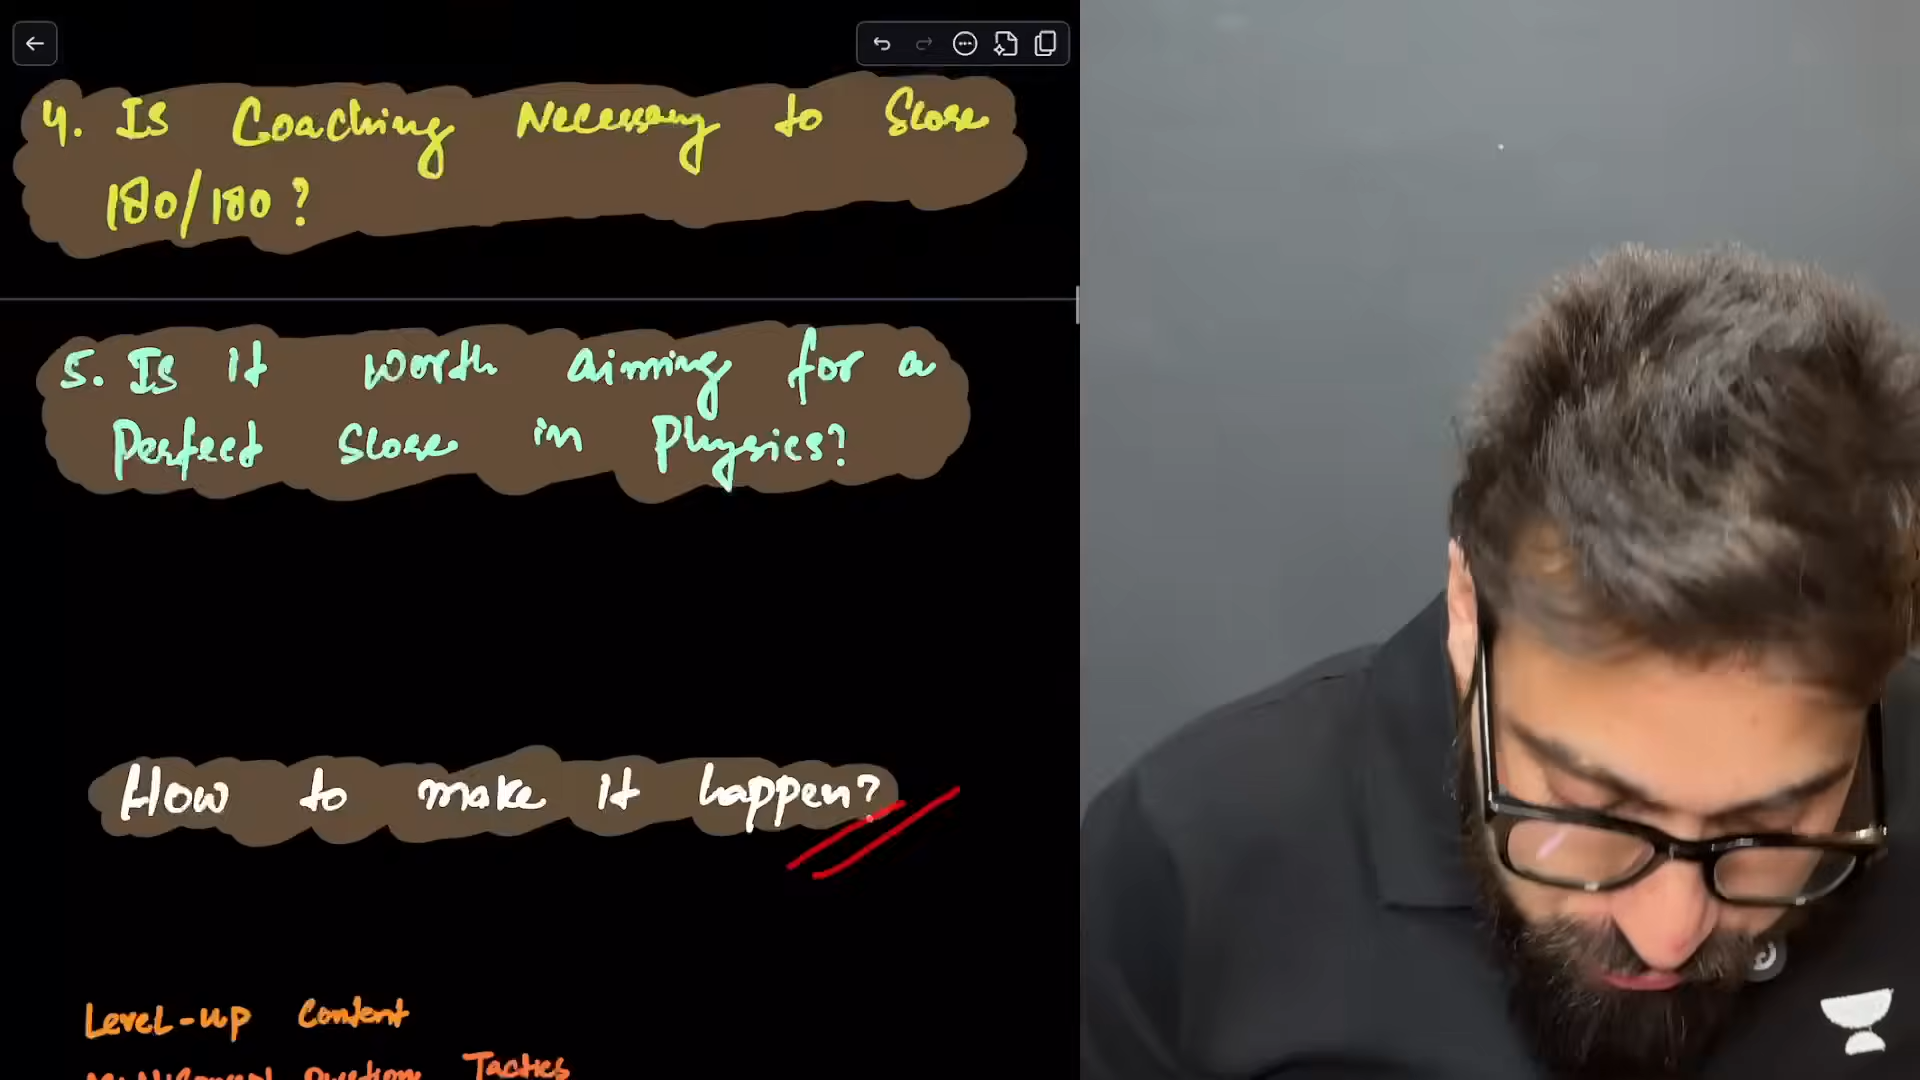 4. Is Coaching Necessary to Score
180/180?
5. Is it worth aiming for a
Perfect Score in Physics?
How to make it happen?
Level-up Content
Tactics